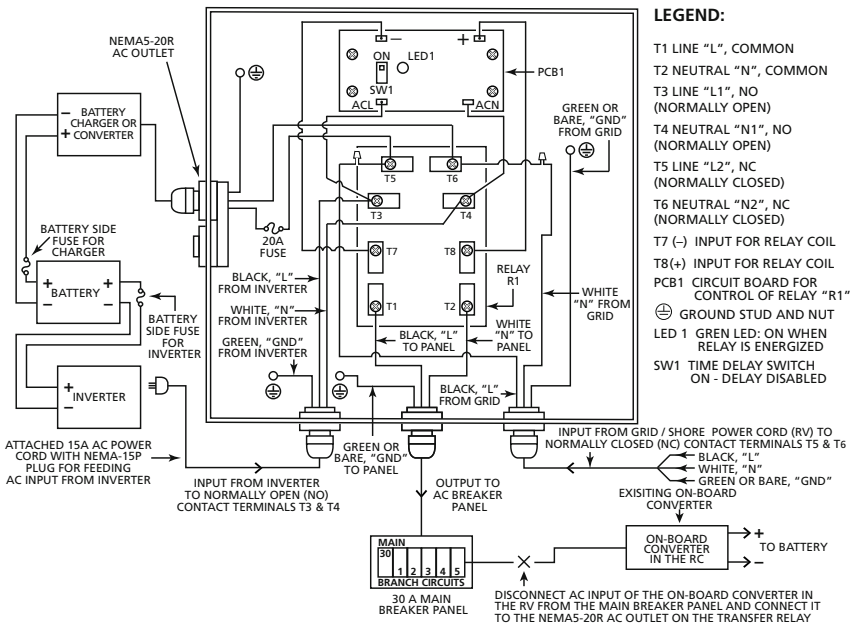 NEMA5-20R
AC OUTLET
ON
LED1
SW1
ACL
ACN
PCB1
BATTERY
CHARGER OR
CONVERTER
−
+
−
+
GREEN OR
BARE, "GND"
FROM GRID
T5
T6
T3
T4
20A
FUSE
T7
T8
BATTERY SIDE
FUSE FOR
CHARGER
+
+
BATTERY
−
−
BATTERY
SIDE FUSE
FOR
INVERTER
BLACK, "L"
FROM INVERTER
WHITE, "N"
FROM INVERTER
GREEN, "GND"
FROM INVERTER
T1
T2
RELAY
R1
BLACK, "L"
TO PANEL
WHITE
"N" TO
PANEL
WHITE
"N" FROM
GRID
BLACK, "L"
FROM GRID
+
INVERTER
−
ATTACHED 15A AC POWER
CORD WITH NEMA-15P
PLUG FOR FEEDING
AC INPUT FROM INVERTER
GREEN OR
BARE, "GND"
TO PANEL
INPUT FROM INVERTER
TO NORMALLY OPEN (NO)
CONTACT TERMINALS T3 & T4
OUTPUT TO
AC BREAKER
PANEL
INPUT FROM GRID / SHORE POWER CORD (RV) TO
NORMALLY CLOSED (NC) CONTACT TERMINALS T5 & T6
BLACK, "L"
WHITE, "N"
GREEN OR BARE, "GND"
EXISITING ON-BOARD
CONVERTER
ON-BOARD
CONVERTER
IN THE RC
+
TO BATTERY
−
MAIN
30
1 2 3 4 5
BRANCH CIRCUITS
30 A MAIN
BREAKER PANEL
DISCONNECT AC INPUT OF THE ON-BOARD CONVERTER IN
THE RV FROM THE MAIN BREAKER PANEL AND CONNECT IT
TO THE NEMA5-20R AC OUTLET ON THE TRANSFER RELAY
LEGEND:
T1 LINE "L", COMMON
T2 NEUTRAL "N", COMMON
T3 LINE "L1", NO
(NORMALLY OPEN)
T4 NEUTRAL "N1", NO
(NORMALLY OPEN)
T5 LINE "L2", NC
(NORMALLY CLOSED)
T6 NEUTRAL "N2", NC
(NORMALLY CLOSED)
T7 (−) INPUT FOR RELAY COIL
T8(+) INPUT FOR RELAY COIL
PCB1 CIRCUIT BOARD FOR
CONTROL OF RELAY "R1"
GROUND STUD AND NUT
LED 1 GREN LED: ON WHEN
RELAY IS ENERGIZED
SW1 TIME DELAY SWITCH
ON - DELAY DISABLED